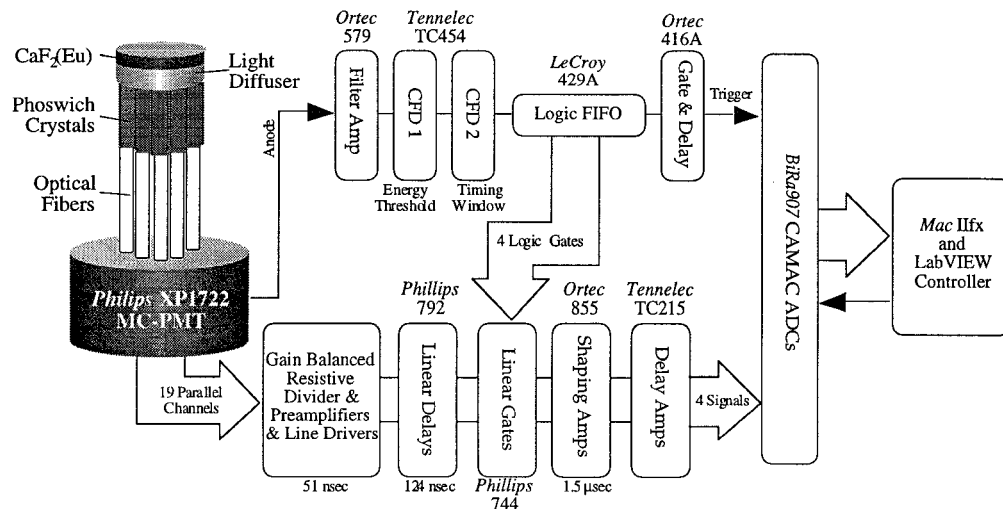 CaF2(Eu)
Light
Diffuser
Phoswich
Crystals
Optical
Fibers
Philips XP1722
MC-PMT
Anode
Ortec
579
Filter Amp
Tennelec
TC454
CFD 1
CFD 2
Energy
Threshold
Timing
Window
LeCroy
429A
Logic FIFO
Ortec
416A
Gate & Delay
Trigger
4 Logic Gates
BiRa907 CAMAC ADCs
Mac IIfx
and
LabVIEW
Controller
19 Parallel
Channels
Gain Balanced
Resistive
Divider &
Preamplifiers
& Line Drivers
51 nsec
Phillips
792
Linear Delays
124 nsec
Linear Gates
Phillips
744
Ortec
855
Shaping Amps
1.5 μsec
Tennelec
TC215
Delay Amps
4 Signals